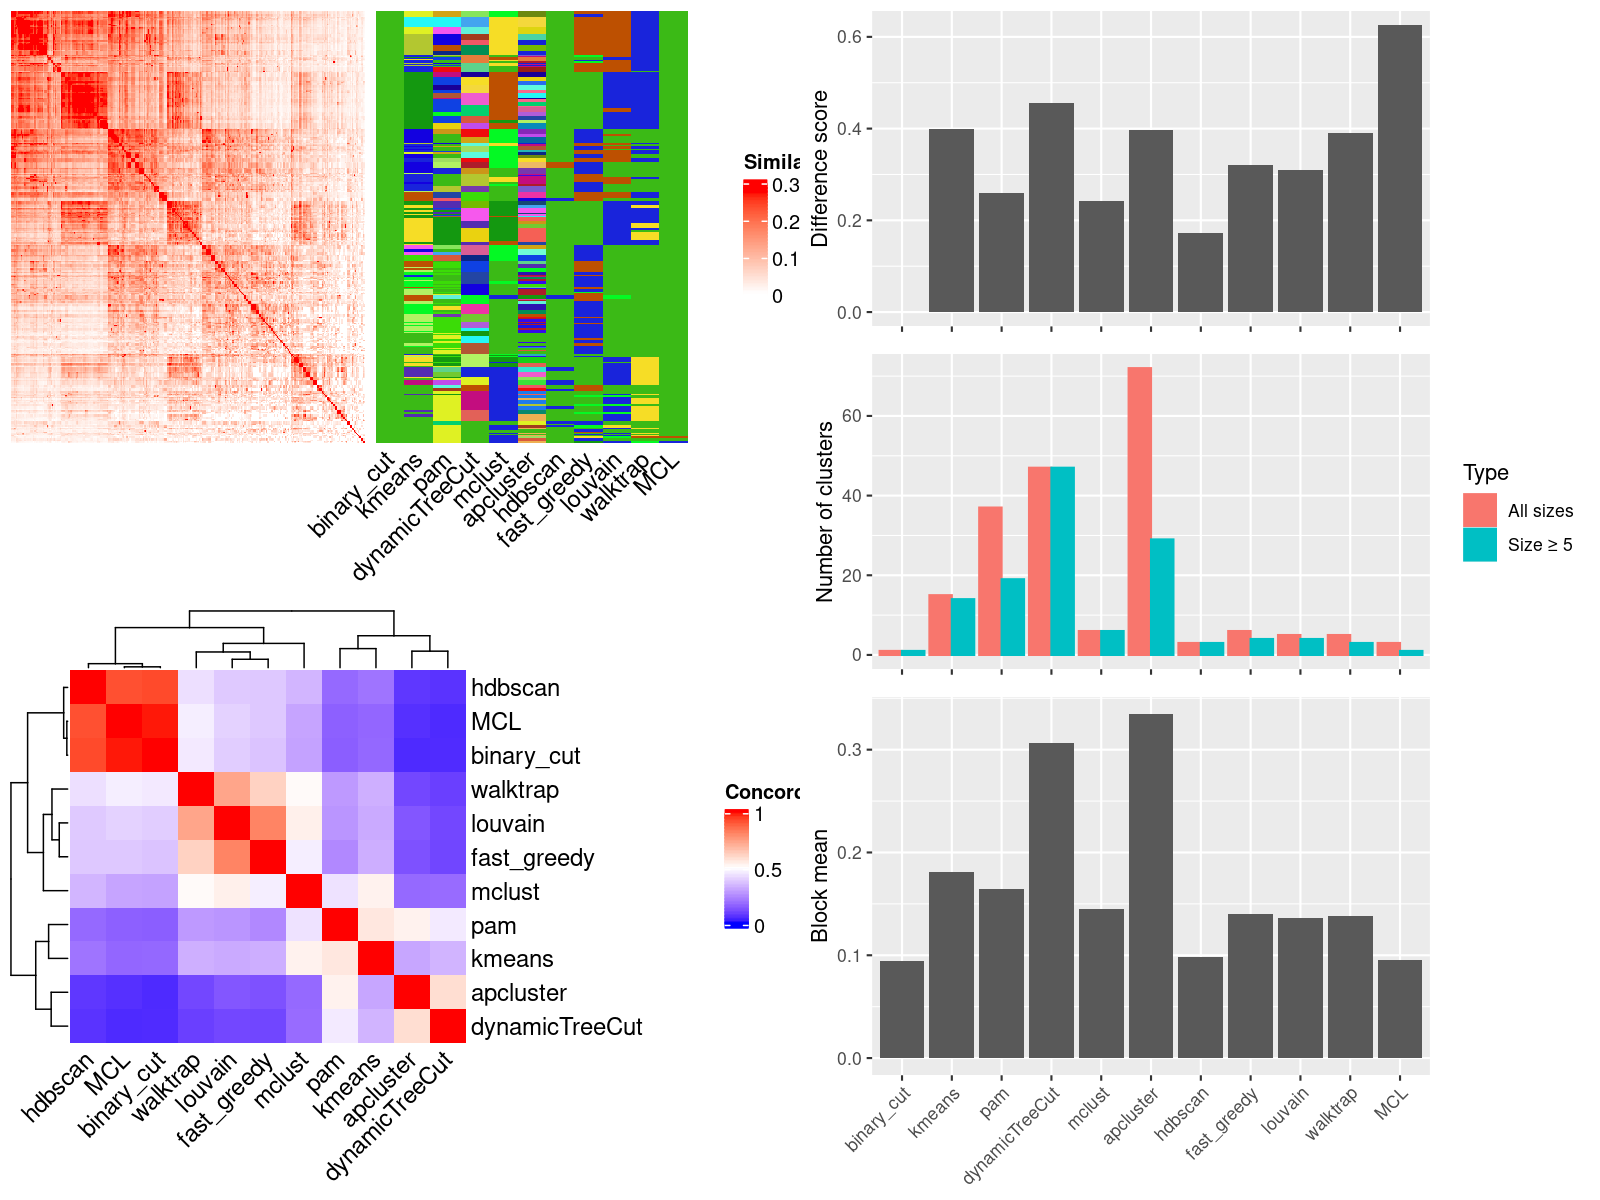 Simila
0.3
0.2
0.1
0
binary_cut
kmeans
pam
dynamicTreeCut
mclust
apcluster
hdbscan
fast_greedy
louvain
walktrap
MCL
hdbscan
MCL
binary_cut
walktrap
louvain
fast_greedy
mclust
pam
kmeans
apcluster
dynamicTreeCut
hdbscan
MCL
binary_cut
walktrap
louvain
fast_greedy
mclust
pam
kmeans
apcluster
dynamicTreeCut
Concord
1
0.5
0
Difference score
0.6
0.4
0.2
0.0
Number of clusters
60
40
20
0
Type
All sizes
Size ≥ 5
Block mean
0.3
0.2
0.1
0.0
binary_cut
kmeans
pam
dynamicTreeCut
mclust
apcluster
hdbscan
fast_greedy
louvain
walktrap
MCL